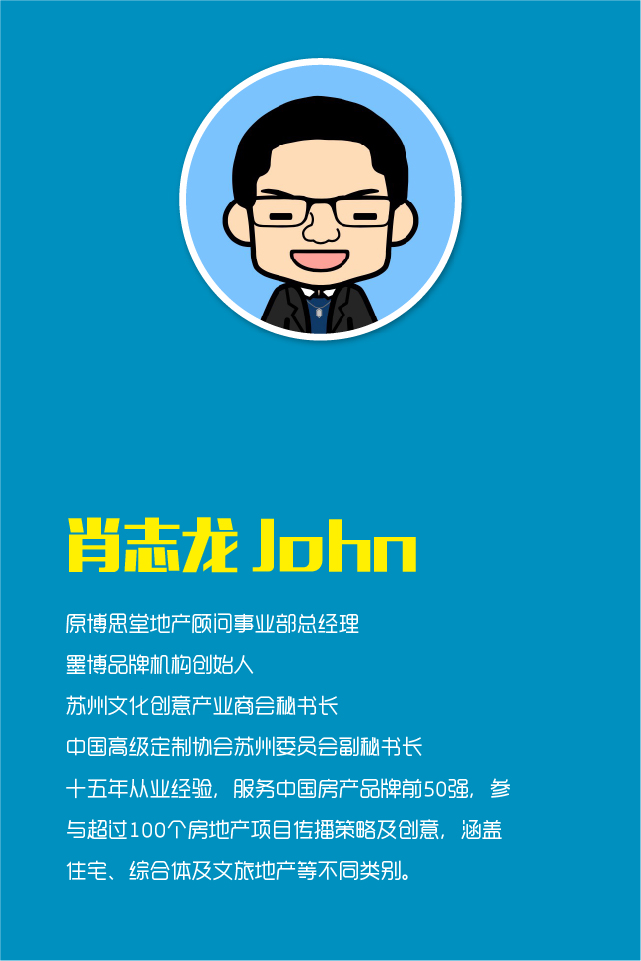 肖志龙 John
原博思堂地产顾问事业部总经理
墨博品牌机构创始人
苏州文化创意产业商会秘书长
中国高级定制协会苏州委员会副秘书长
十五年从业经验，服务中国房产品牌前50强，参
与超过100个房地产项目传播策略及创意，涵盖
住宅、综合体及文旅地产等不同类别。